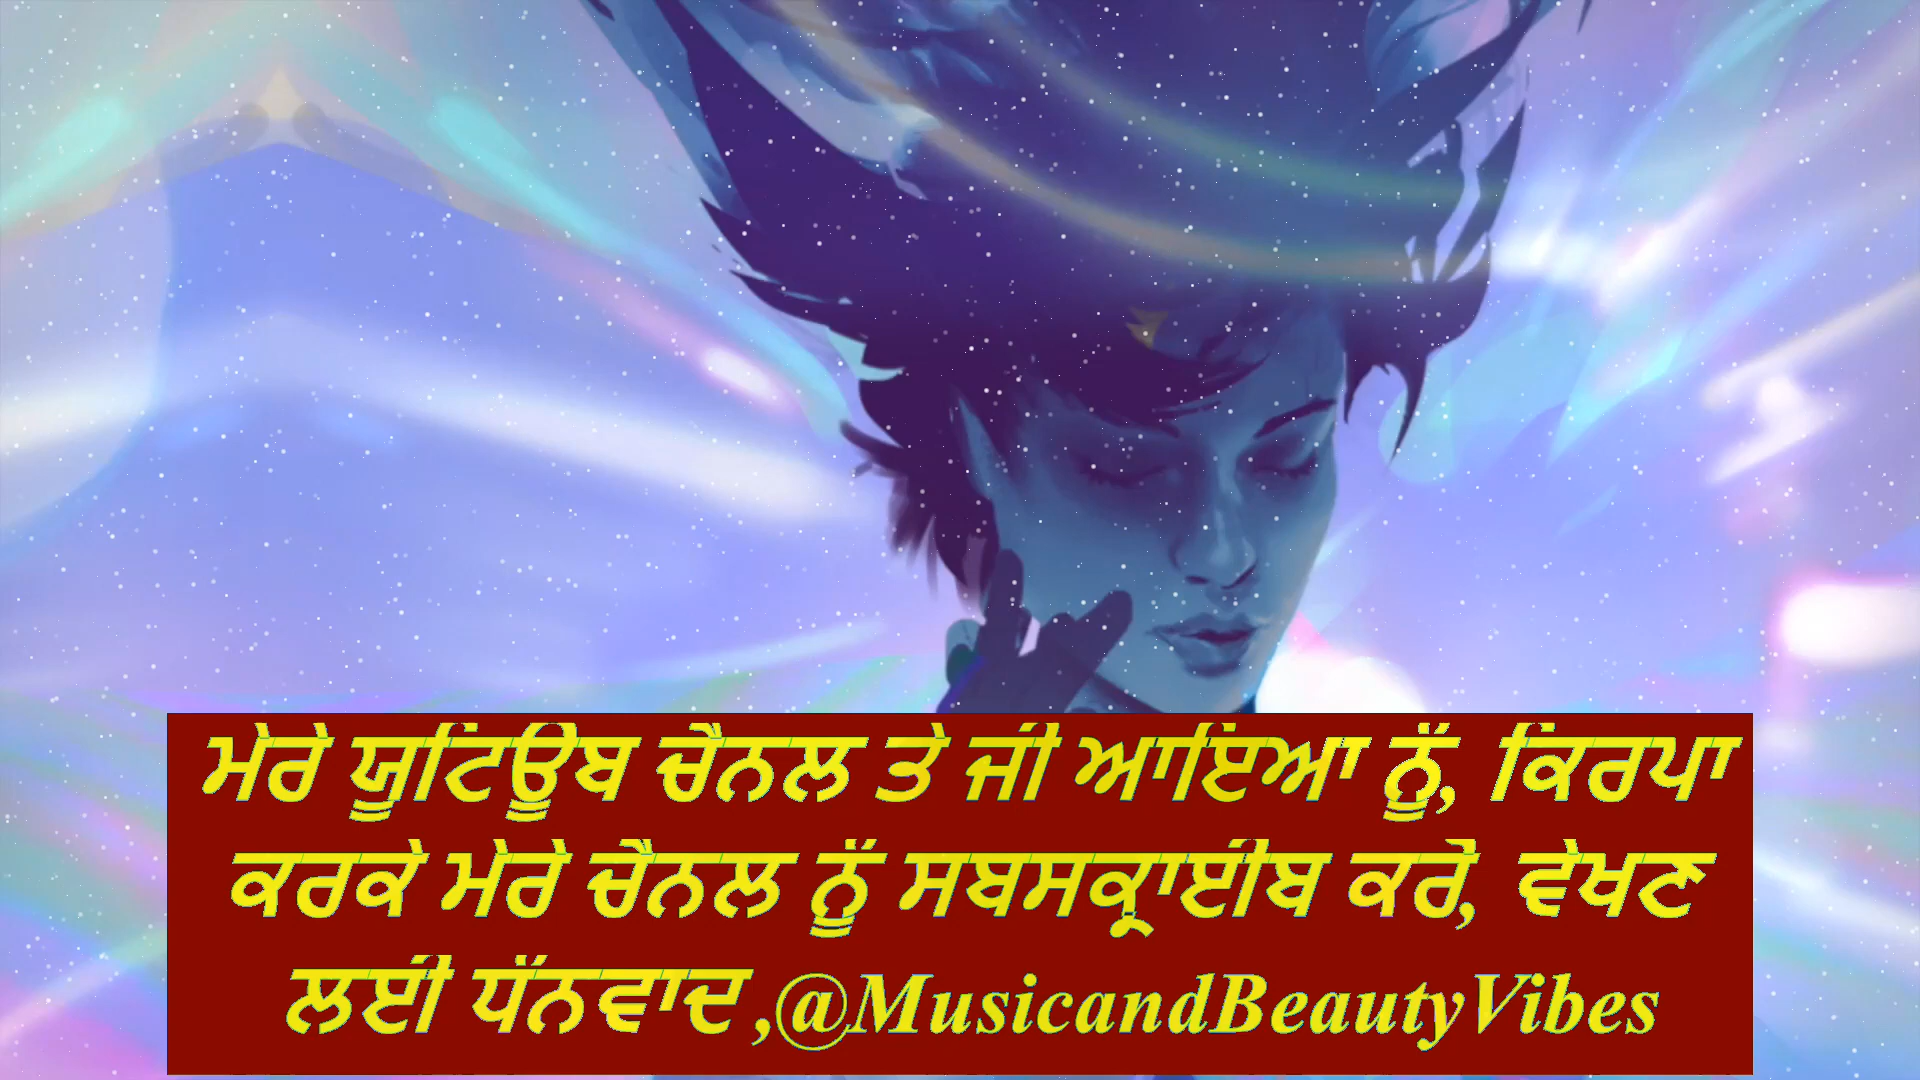 ਮੇਰੇ ਯੂਟਿਊਬ ਚੈਨਲ ਤੇ ਜੀ ਆਇਆ ਨੂੰ, ਕਿਰਪਾ
ਕਰਕੇ ਮੇਰੇ ਚੈਨਲ ਨੂੰ ਸਬਸਕ੍ਰਾਈਬ ਕਰੋ, ਵੇਖਣ
ਲਈ ਧੰਨਵਾਦ ,@MusicandBeautyVibes